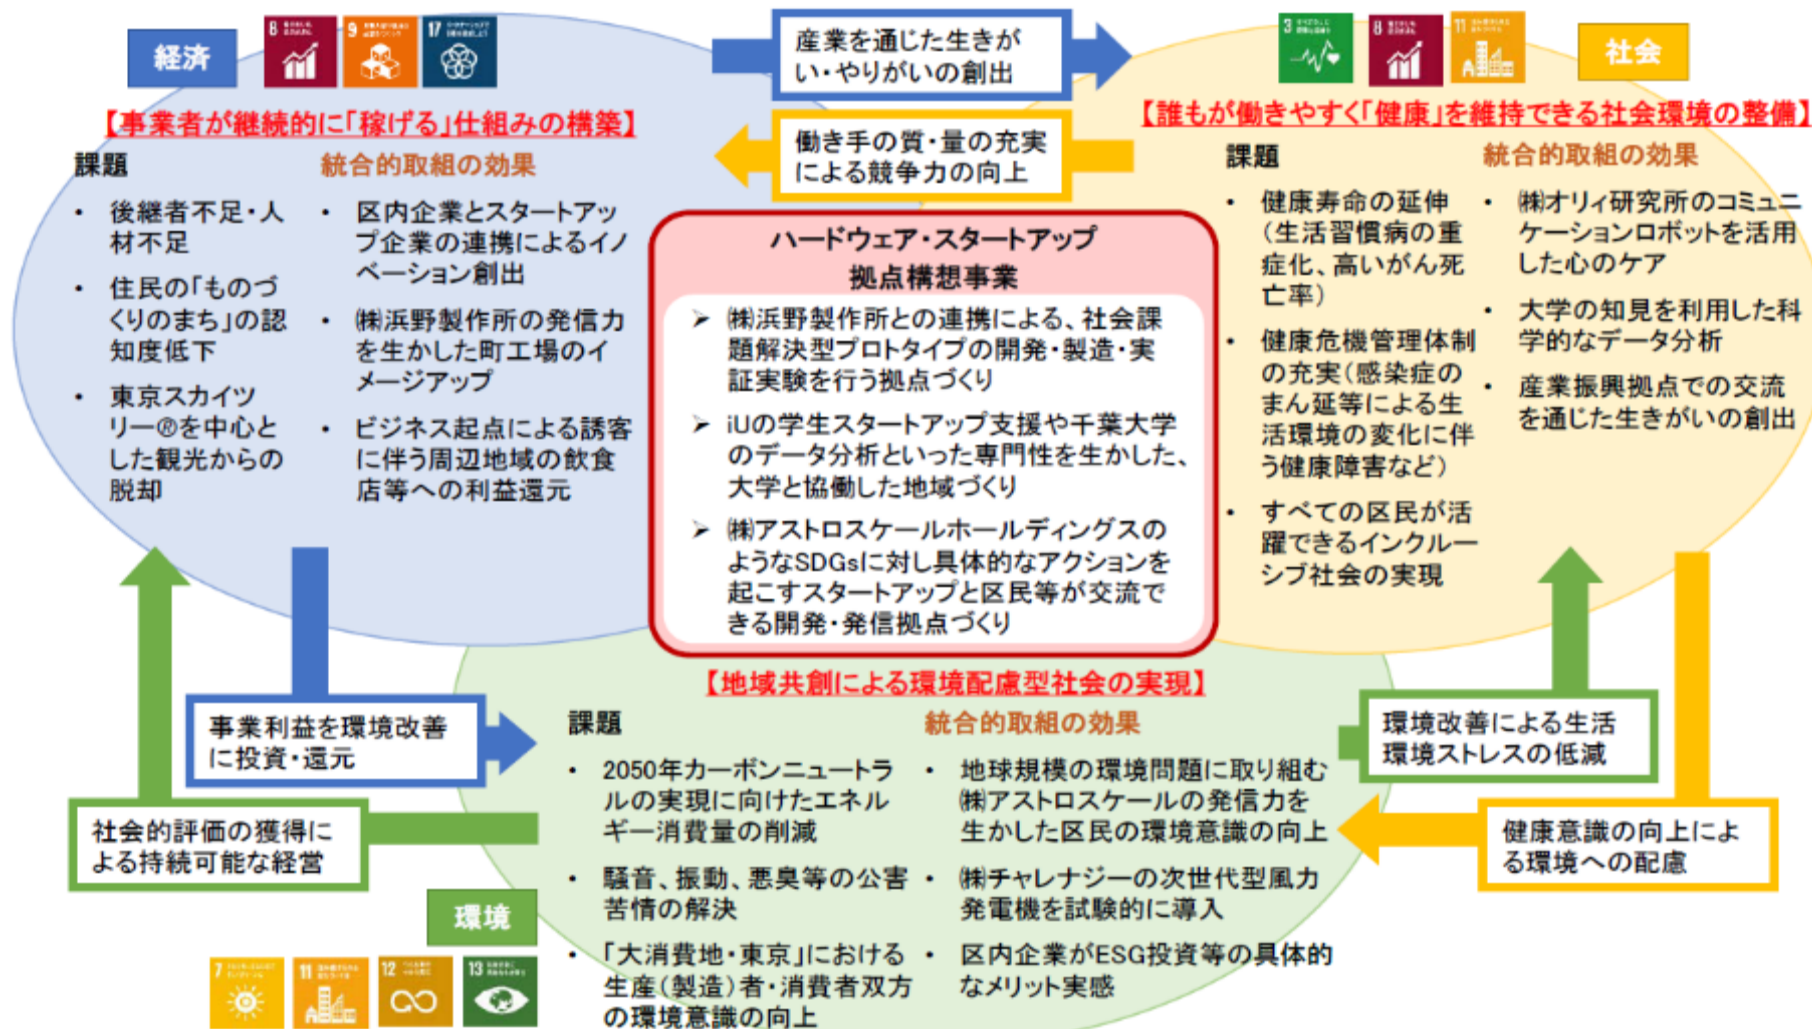 経済
8
9
17
産業を通じた生きが
い・やりがいの創出
3
8
11
社会
【事業者が継続的に「稼げる」仕組みの構築】
働き手の質・量の充実
による競争力の向上
【誰もが働きやすく「健康」を維持できる社会環境の整備】
課題
• 後継者不足・人
材不足
• 住民の「ものづ
くりのまち」の認
知度低下
• 東京スカイツ
リー®を中心と
した観光からの
脱却
統合的取組の効果
• 区内企業とスタートアッ
プ企業の連携によるイノ
ベーション創出
• ㈱浜野製作所の発信力
を生かした町工場のイ
メージアップ
• ビジネス起点による誘客
に伴う周辺地域の飲食
店等への利益還元
ハードウェア・スタートアップ
拠点構想事業
➢ ㈱浜野製作所との連携による、社会課
題解決型プロトタイプの開発・製造・実
証実験を行う拠点づくり
➢ iUの学生スタートアップ支援や千葉大学
のデータ分析といった専門性を生かした、
大学と協働した地域づくり
➢ ㈱アストロスケールホールディングスの
ようなSDGsに対し具体的なアクションを
起こすスタートアップと区民等が交流で
きる開発・発信拠点づくり
課題
• 健康寿命の延伸
（生活習慣病の重
症化、高いがん死
亡率）
• 健康危機管理体制
の充実（感染症の
まん延等による生
活環境の変化に伴
う健康障害など）
• すべての区民が活
躍できるインクルー
シブ社会の実現
統合的取組の効果
• ㈱オリィ研究所のコミュニ
ケーションロボットを活用
した心のケア
• 大学の知見を利用した科
学的なデータ分析
• 産業振興拠点での交流
を通じた生きがいの創出
【地域共創による環境配慮型社会の実現】
事業利益を環境改善
に投資・還元
社会的評価の獲得に
よる持続可能な経営
課題
• 2050年カーボンニュートラ
ルの実現に向けたエネル
ギー消費量の削減
• 騒音、振動、悪臭等の公害
苦情の解決
• 「大消費地・東京」における
生産（製造）者・消費者双方
の環境意識の向上
統合的取組の効果
• 地球規模の環境問題に取り組む
㈱アストロスケールの発信力を
生かした区民の環境意識の向上
• ㈱チャレナジーの次世代型風力
発電機を試験的に導入
• 区内企業がESG投資等の具体的
なメリット実感
環境改善による生活
環境ストレスの低減
健康意識の向上によ
る環境への配慮
環境
7
11
12
13